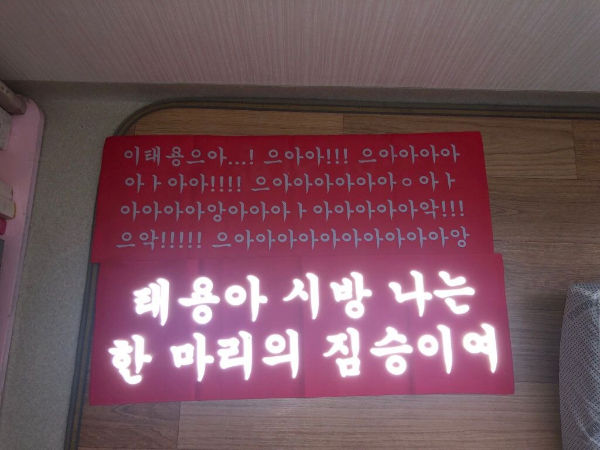 이태용으아...! 으아아!!! 으아아아아
아ㅏ아아!!!! 으아아아아아아ㅇ아ㅏ
아아아아앙아아아ㅏ아아아아아악!!!
으악!!!!! 으아아아아아아아아아아앙
태용아 시방 나는
한 마리의 짐승이여